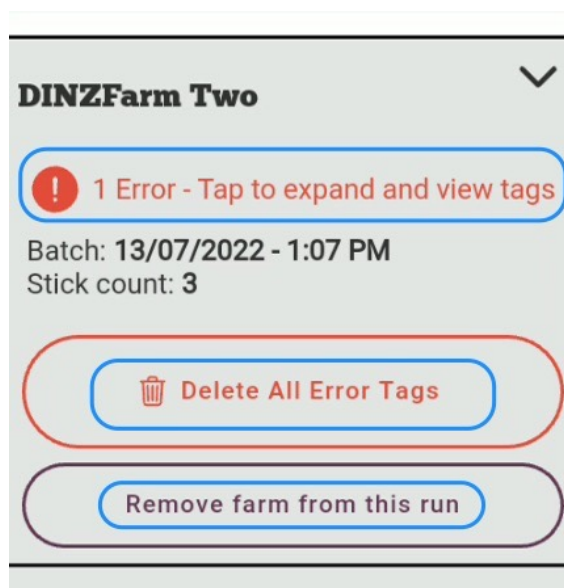 DINZFarm Two
1 Error - Tap to expand and view tags
Batch: 13/07/2022 - 1:07 PM
Stick count: 3
Delete All Error Tags
Remove farm from this run